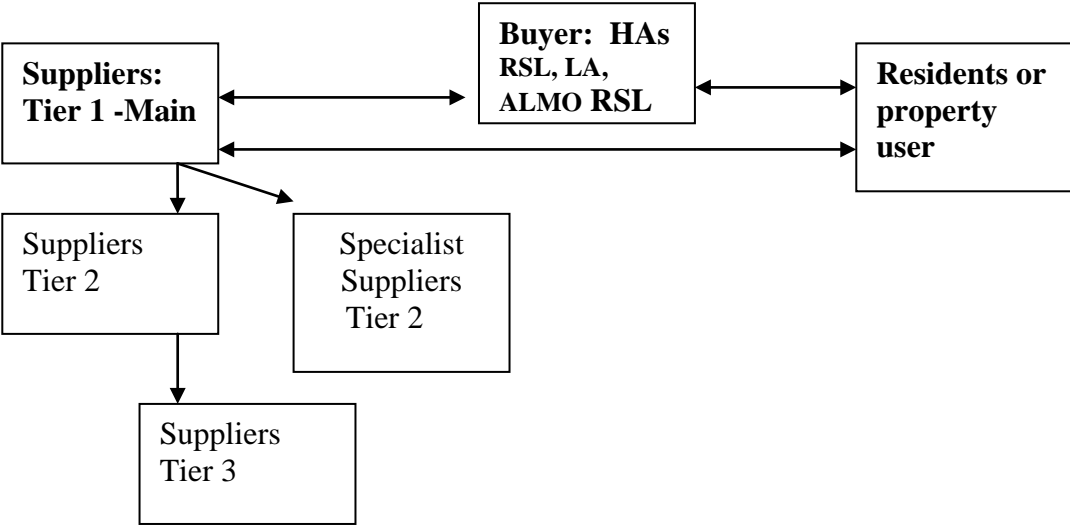 Suppliers:
Tier 1 -Main
Buyer: HAs
RSL, LA,
ALMO RSL
Residents or
property
user
Suppliers
Tier 2
Specialist
Suppliers
Tier 2
Suppliers
Tier 3